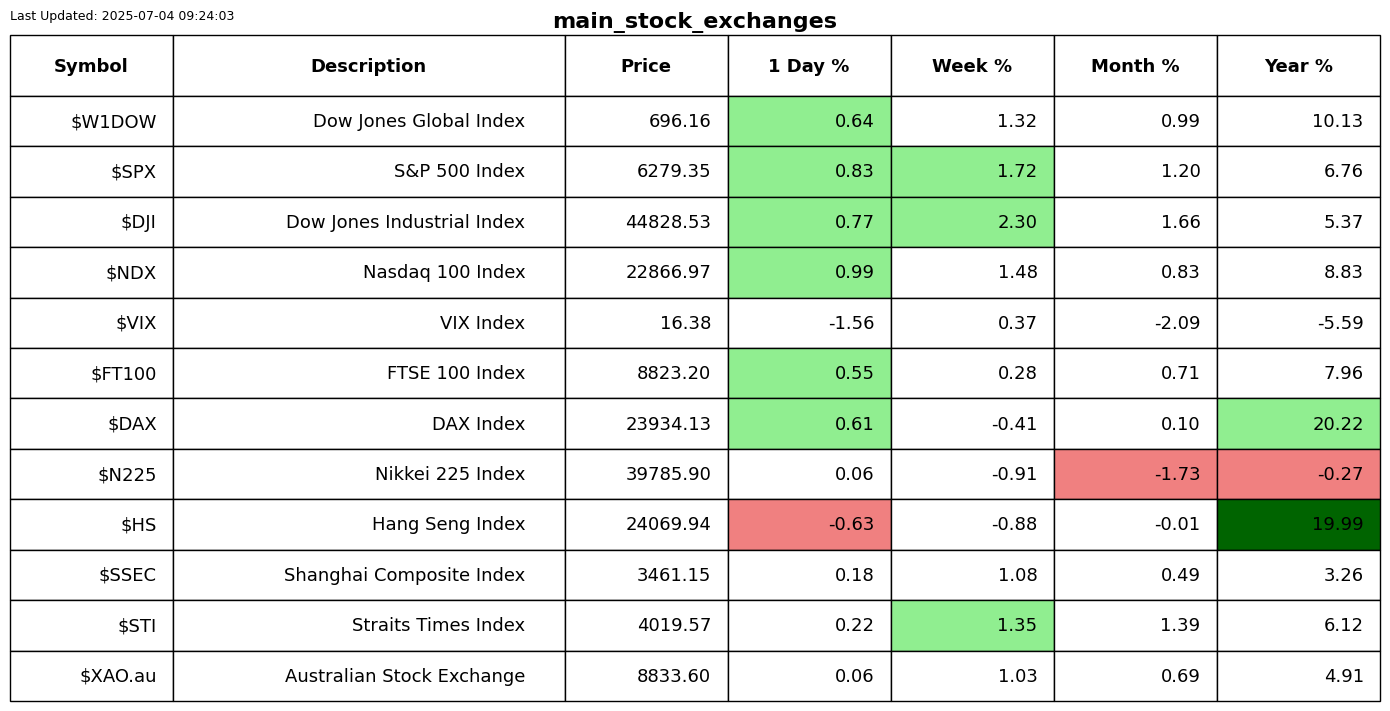 Last Updated: 2025-07-04 09:24:03
main_stock_exchanges
Symbol Description Price 1 Day % Week % Month % Year %
$W1DOW Dow Jones Global Index 696.16 0.64 1.32 0.99 10.13
$SPX S&P 500 Index 6279.35 0.83 1.72 1.20 6.76
$DJI Dow Jones Industrial Index 44828.53 0.77 2.30 1.66 5.37
$NDX Nasdaq 100 Index 22866.97 0.99 1.48 0.83 8.83
$VIX VIX Index 16.38 -1.56 0.37 -2.09 -5.59
$FT100 FTSE 100 Index 8823.20 0.55 0.28 0.71 7.96
$DAX DAX Index 23934.13 0.61 -0.41 0.10 20.22
$N225 Nikkei 225 Index 39785.90 0.06 -0.91 -1.73 -0.27
$HS Hang Seng Index 24069.94 -0.63 -0.88 -0.01 19.99
$SSEC Shanghai Composite Index 3461.15 0.18 1.08 0.49 3.26
$STI Straits Times Index 4019.57 0.22 1.35 1.39 6.12
$XAO.au Australian Stock Exchange 8833.60 0.06 1.03 0.69 4.91